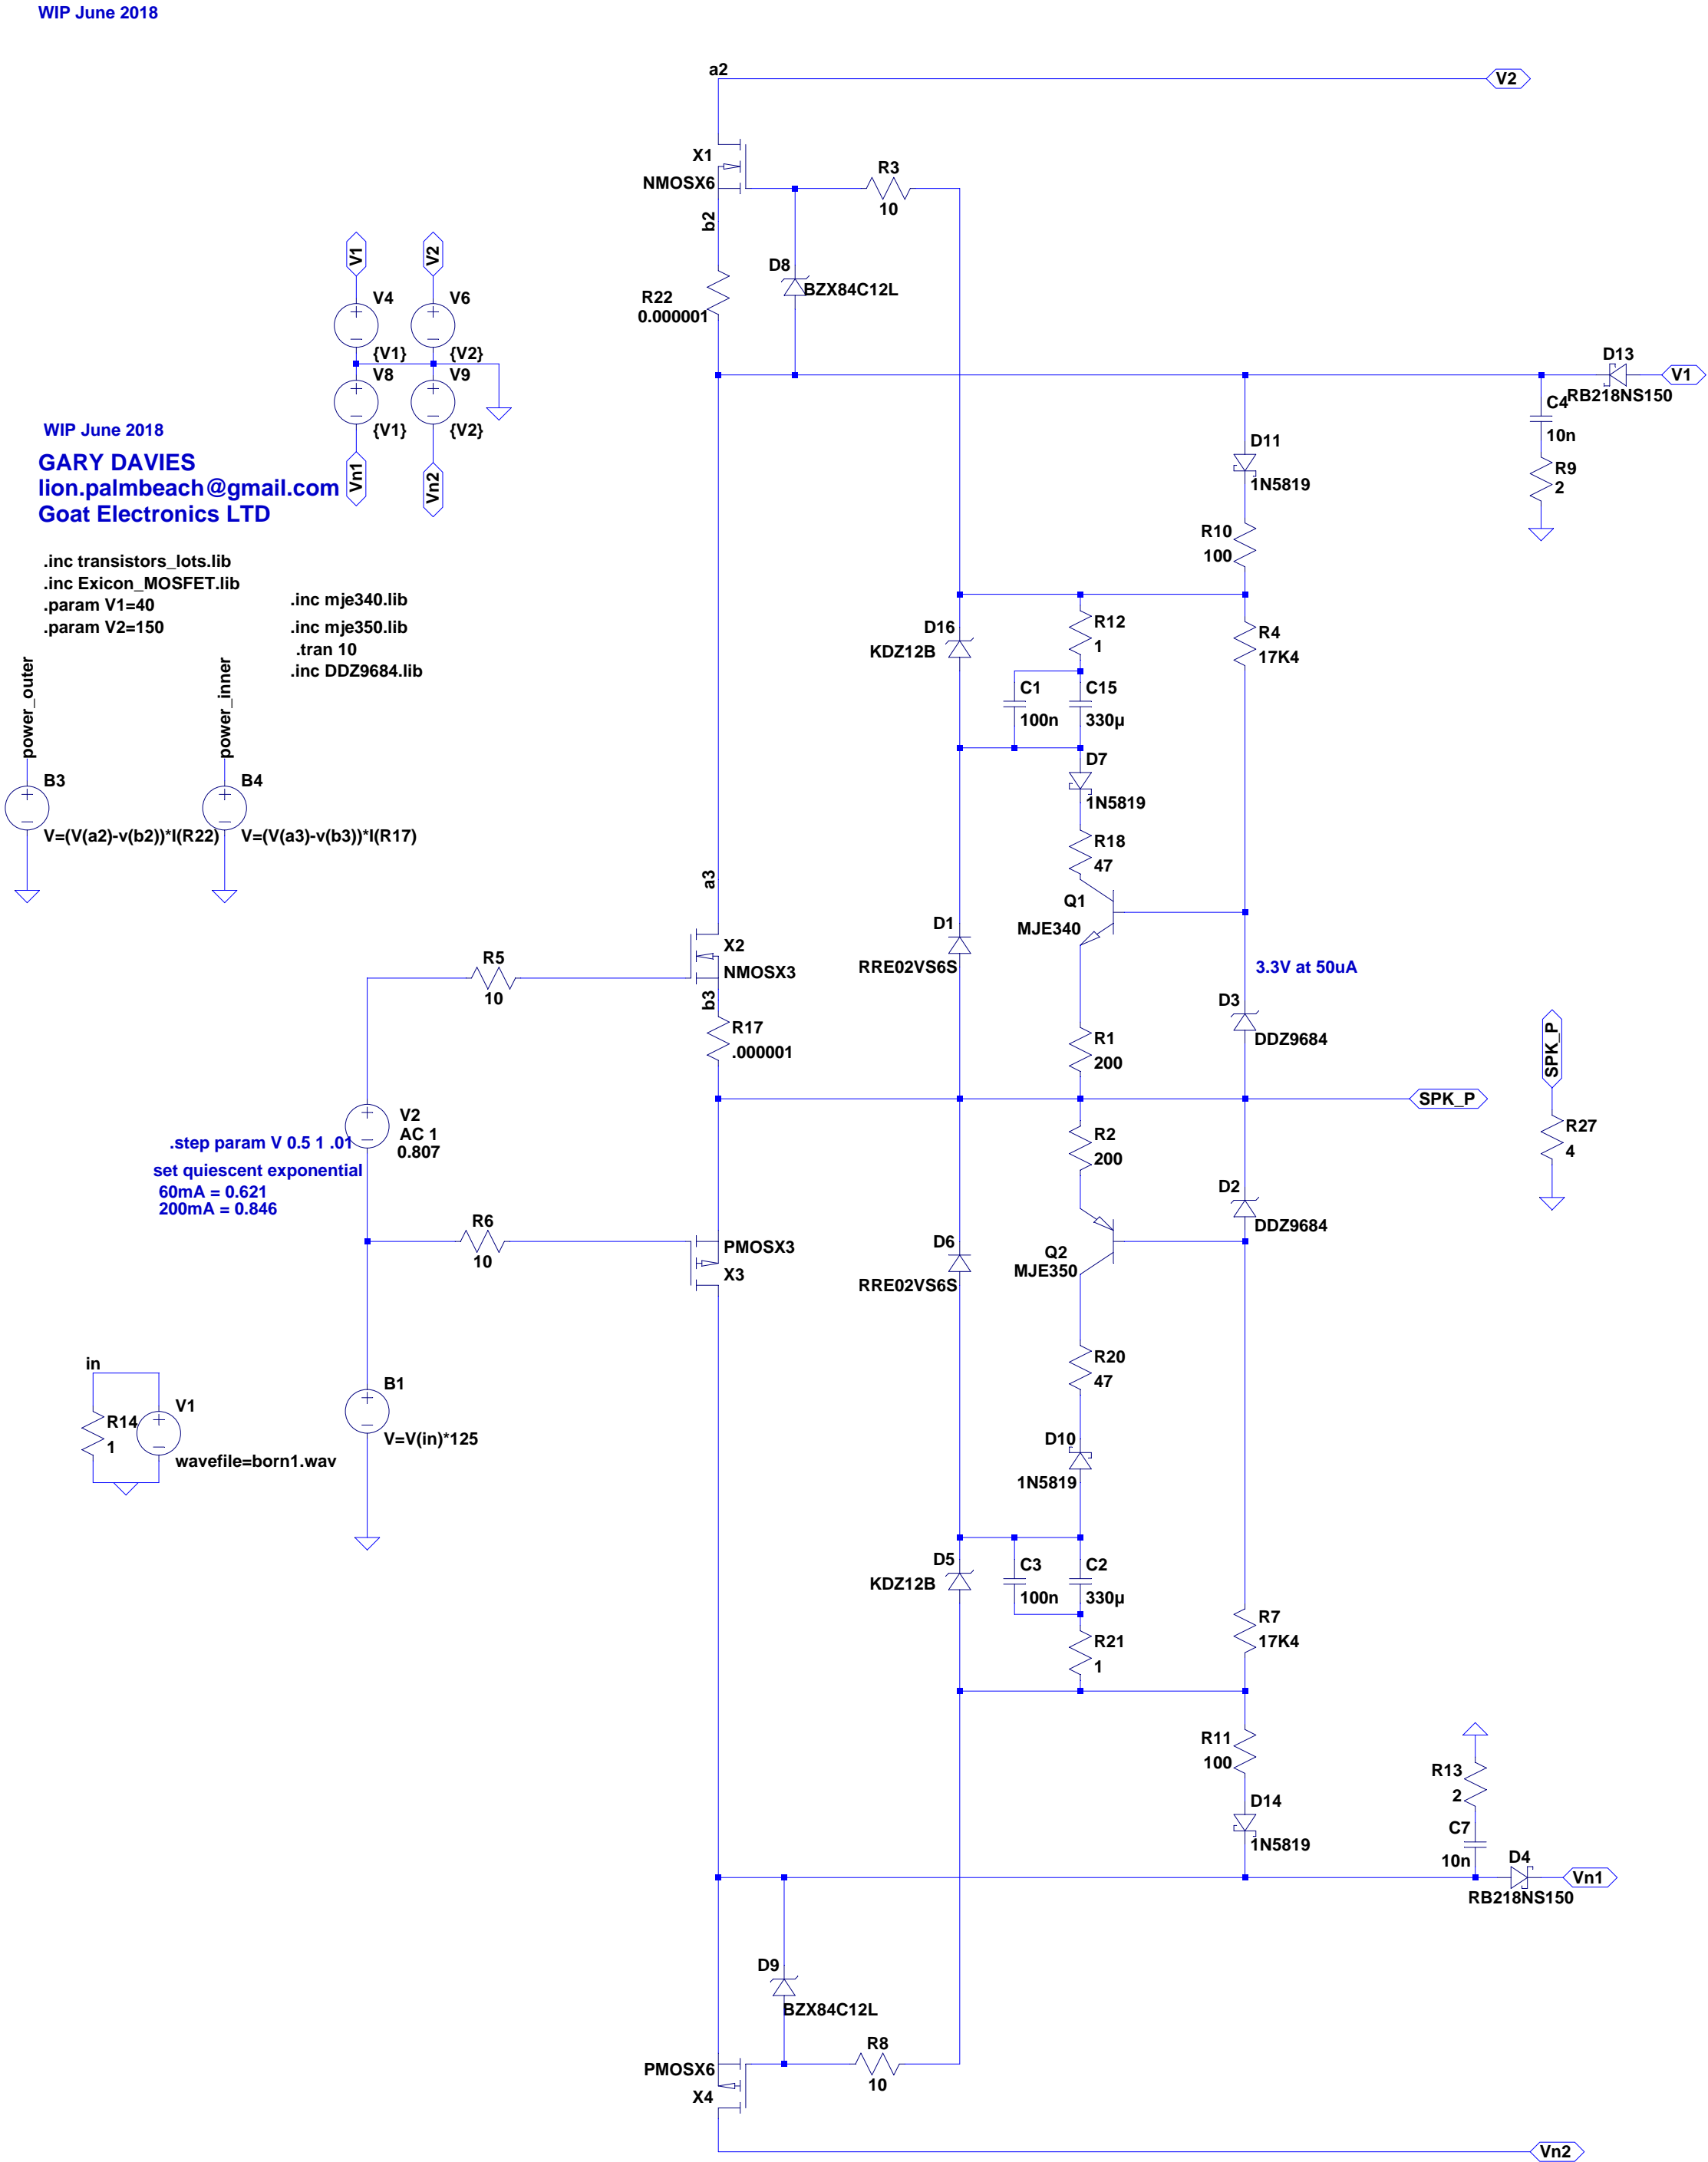 WIP June 2018
a2
V2
X1
NMOSX6
R3
10
b2
D8
BZX84C12L
R22
0.000001
V1
V2
V4
{V1}
V6
{V2}
V8
{V1}
V9
{V2}
Vn1
Vn2
D13
RB218NS150
V1
C4
10n
R9
2
D11
1N5819
R10
100
WIP June 2018
GARY DAVIES
lion.palmbeach@gmail.com
Goat Electronics LTD
.inc transistors_lots.lib
.inc Exicon_MOSFET.lib
.param V1=40
.param V2=150
.inc mje340.lib
.inc mje350.lib
.tran 10
.inc DDZ9684.lib
power_outer
B3
V=(V(a2)-v(b2))*I(R22)
power_inner
B4
V=(V(a3)-v(b3))*I(R17)
D16
KDZ12B
R12
1
R4
17K4
C1
100n
C15
330µ
D7
1N5819
R18
47
a3
Q1
MJE340
D1
RRE02VS6S
3.3V at 50uA
X2
NMOSX3
R5
10
b3
R17
.000001
R1
200
D3
DDZ9684
SPK_P
SPK_P
R27
4
V2
AC 1
0.807
.step param V 0.5 1 .01
set quiescent exponential
60mA = 0.621
200mA = 0.846
R2
200
D2
DDZ9684
R6
10
PMOSX3
X3
D6
RRE02VS6S
Q2
MJE350
R20
47
in
R14
1
V1
wavefile=born1.wav
B1
V=V(in)*125
D10
1N5819
D5
KDZ12B
C3
100n
C2
330µ
R21
1
R7
17K4
R11
100
D14
1N5819
R13
2
C7
10n
D4
RB218NS150
Vn1
D9
BZX84C12L
R8
10
PMOSX6
X4
Vn2